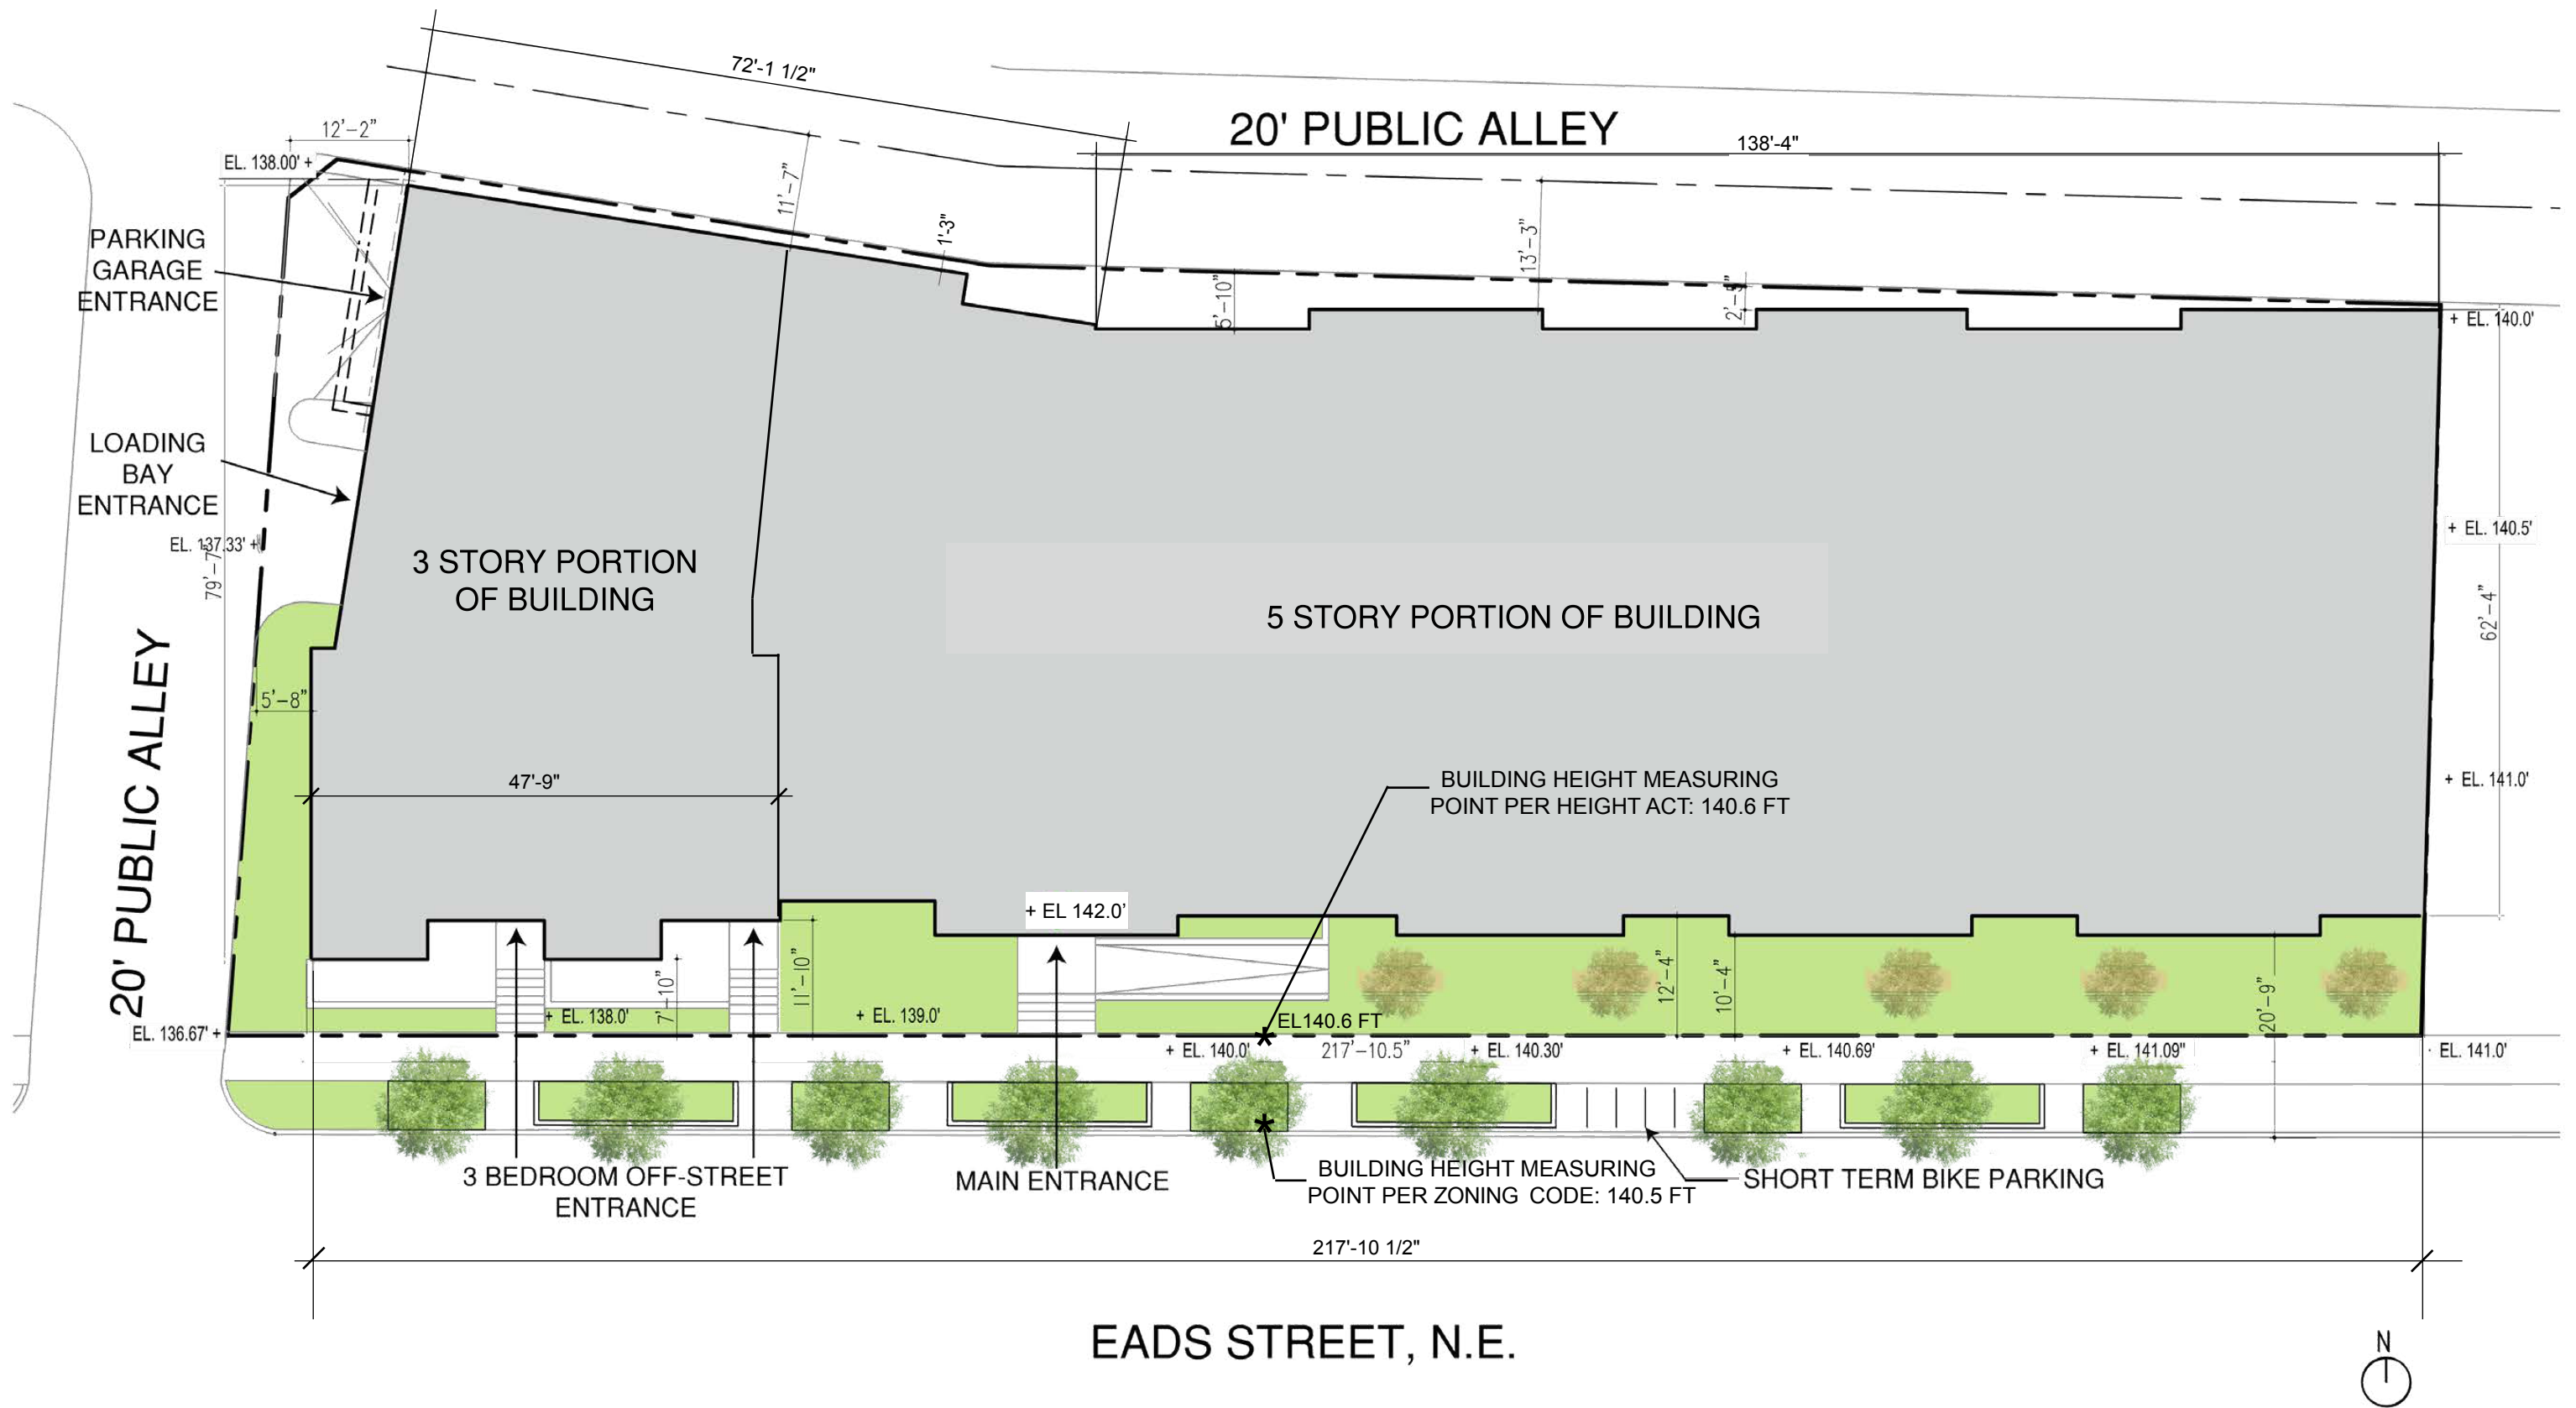 72'-1 1/2"
20' PUBLIC ALLEY
138'-4"
12'-2"
EL. 138.00' +
11'-7"
1'-3"
13'-3"
5'-10"
2'-5"
+ EL. 140.0'
PARKING
GARAGE
ENTRANCE
LOADING
BAY
ENTRANCE
EL. 137.33' +
79'-7"
+ EL. 140.5'
3 STORY PORTION
OF BUILDING
5 STORY PORTION OF BUILDING
62'-4"
20' PUBLIC ALLEY
5'-8"
47'-9"
BUILDING HEIGHT MEASURING
POINT PER HEIGHT ACT: 140.6 FT
+ EL. 141.0'
+ EL 142.0'
7'-10"
11'-10"
12'-4"
10'-4"
20'-9"
+ EL. 138.0'
+ EL. 139.0'
EL140.6 FT
EL. 136.67' +
+ EL. 140.0'
217'-10.5"
+ EL. 140.30'
+ EL. 140.69'
+ EL. 141.09"
EL. 141.0'
3 BEDROOM OFF-STREET
ENTRANCE
MAIN ENTRANCE
BUILDING HEIGHT MEASURING
POINT PER ZONING CODE: 140.5 FT
SHORT TERM BIKE PARKING
217'-10 1/2"
EADS STREET, N.E.
N